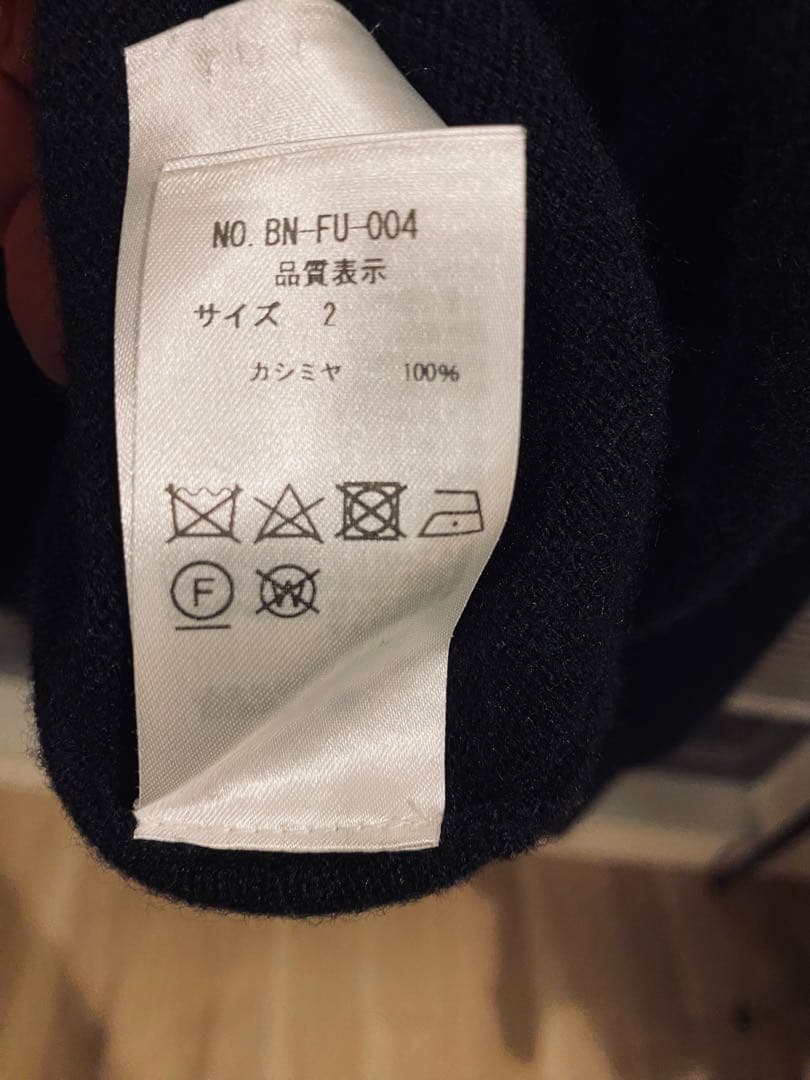 NO. BN-FU-004
品質表示
サイズ 2
カシミヤ 100%
F
W